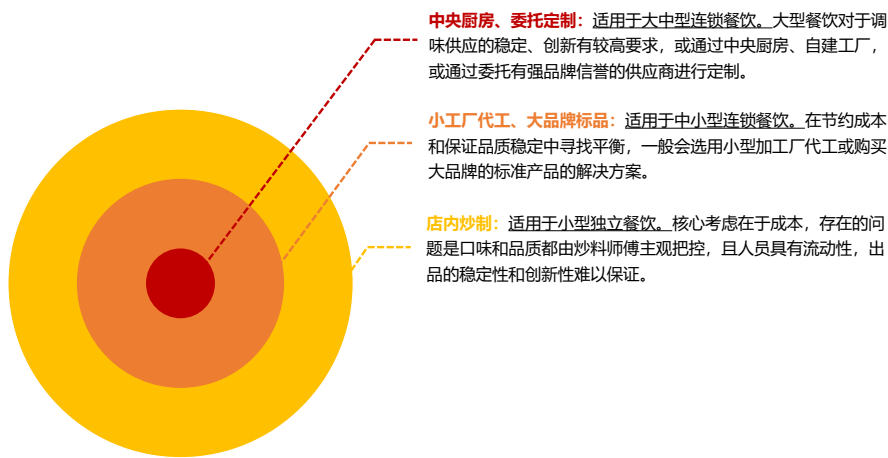 中央厨房、委托定制：适用于大中型连锁餐饮。大型餐饮对于调
味供应的稳定、创新有较高要求，或通过中央厨房、自建工厂，
或通过委托有强品牌信誉的供应商进行定制。
小工厂代工、大品牌标品：适用于中小型连锁餐饮。在节约成本
和保证品质稳定中寻找平衡，一般会选用小型加工厂代工或购买
大品牌的标准产品的解决方案。
店内炒制：适用于小型独立餐饮。核心考虑在于成本，存在的问
题是口味和品质都由炒料师傅主观把控，且人员具有流动性，出
品的稳定性和创新性难以保证。